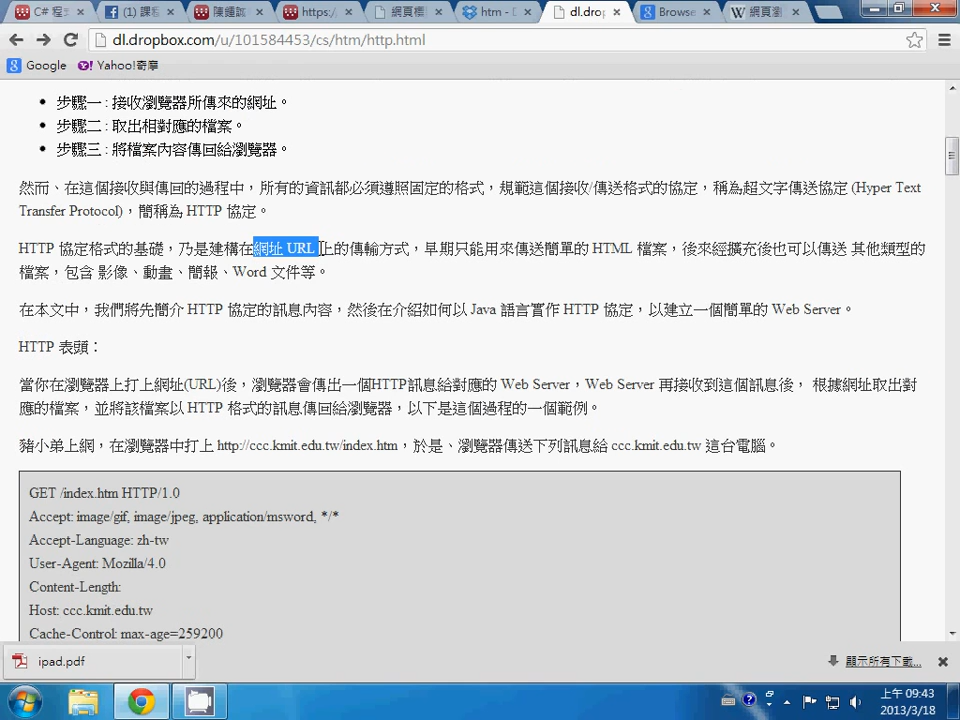 C# 程式
(1) 課程
陳鍾誠
https:/
網頁標
htm - D
dl.drop
Browse
網頁瀏
dl.dropbox.com/u/101584453/cs/htm/http.html
Google Yahoo!奇摩
• 步驟一 : 接收瀏覽器所傳來的網址。
• 步驟二 : 取出相對應的檔案。
• 步驟三 : 將檔案內容傳回給瀏覽器。
然而、在這個接收與傳回的過程中，所有的資訊都必須遵照固定的格式，規範這個接收/傳送格式的協定，稱為超文字傳送協定 (Hyper Text
Transfer Protocol)，簡稱為 HTTP 協定。
HTTP 協定格式的基礎，乃是建構在網址 URL 上的傳輸方式，早期只能用來傳送簡單的 HTML 檔案，後來經擴充後也可以傳送 其他類型的
檔案，包含 影像、動畫、簡報、Word 文件等。
在本文中，我們將先簡介 HTTP 協定的訊息內容，然後在介紹如何以 Java 語言實作 HTTP 協定，以建立一個簡單的 Web Server。
HTTP 表頭：
當你在瀏覽器上打上網址(URL)後，瀏覽器會傳出一個HTTP訊息給對應的 Web Server，Web Server 再接收到這個訊息後， 根據網址取出對
應的檔案，並將該檔案以 HTTP 格式的訊息傳回給瀏覽器，以下是這個過程的一個範例。
豬小弟上網，在瀏覽器中打上 http://ccc.kmit.edu.tw/index.htm，於是、瀏覽器傳送下列訊息給 ccc.kmit.edu.tw 這台電腦。
GET /index.htm HTTP/1.0
Accept: image/gif, image/jpeg, application/msword, */*
Accept-Language: zh-tw
User-Agent: Mozilla/4.0
Content-Length:
Host: ccc.kmit.edu.tw
Cache-Control: max-age=259200
ipad.pdf
顯示所有下載...
上午 09:43
2013/3/18